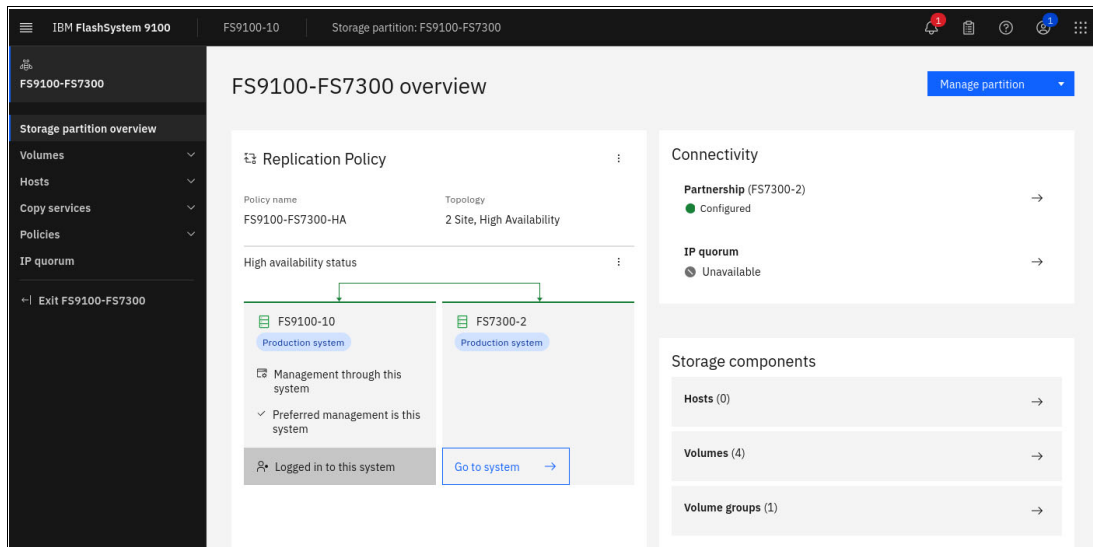 IBM FlashSystem 9100
FS9100-10
Storage partition: FS9100-FS7300
1
1
FS9100-FS7300
Storage partition overview
Volumes
Hosts
Copy services
Policies
IP quorum
Exit FS9100-FS7300
FS9100-FS7300 overview
Manage partition
Replication Policy
Policy name
FS9100-FS7300-HA
Topology
2 Site, High Availability
High availability status
FS9100-10
Production system
Management through this
system
Preferred management is this
system
Logged in to this system
FS7300-2
Production system
Go to system
Connectivity
Partnership (FS7300-2)
Configured
IP quorum
Unavailable
Storage components
Hosts (0)
Volumes (4)
Volume groups (1)